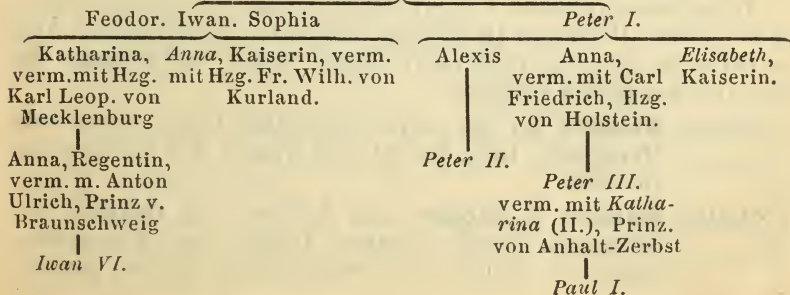 Feodor. Iwan. Sophia
Peter I.
Katharina,
verm.mit Hzg.
Karl Leop. von
Mecklenburg
Anna, Kaiserin, verm.
mit Hzg. Fr. Wilh. von
Kurland.
Alexis
Anna,
verm. mit Carl
Friedrich, Hzg.
von Holstein.
Elisabeth,
Kaiserin.
Anna, Regentin,
verm. m. Anton
Ulrich, Prinz v.
Braunschweig
Peter II.
Peter III.
verm. mit Katha-
rina (II.), Prinz.
von Anhalt-Zerbst
Iwan VI.
Paul I.